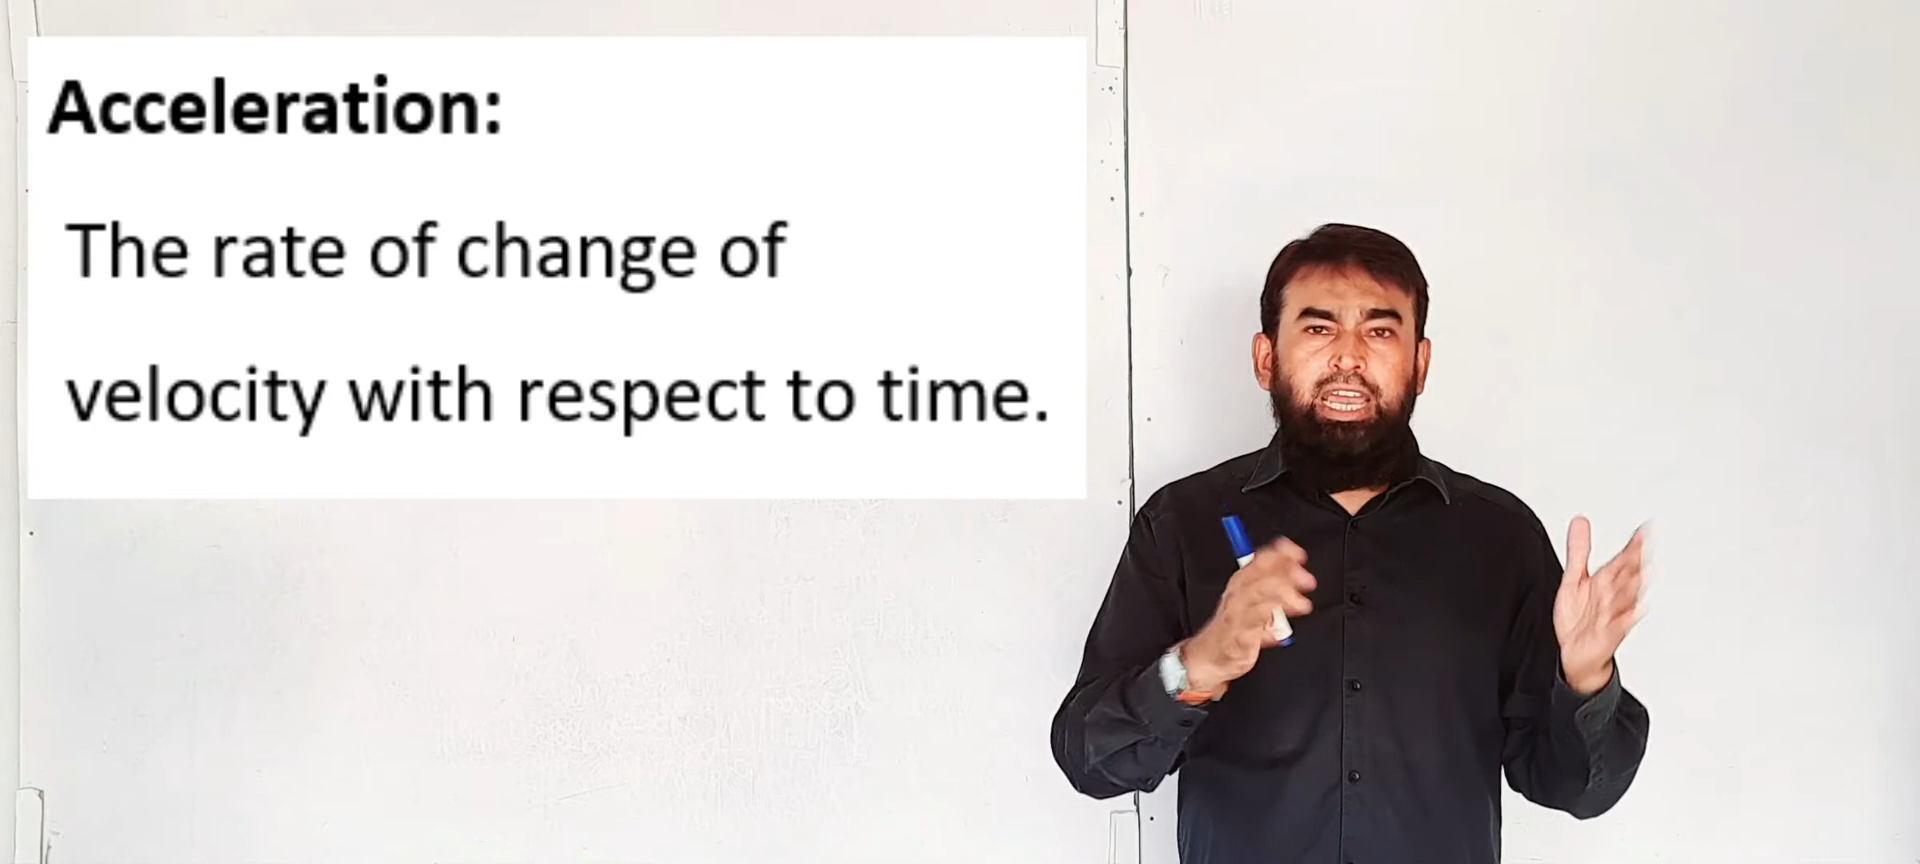 Acceleration:
The rate of change of
velocity with respect to time.